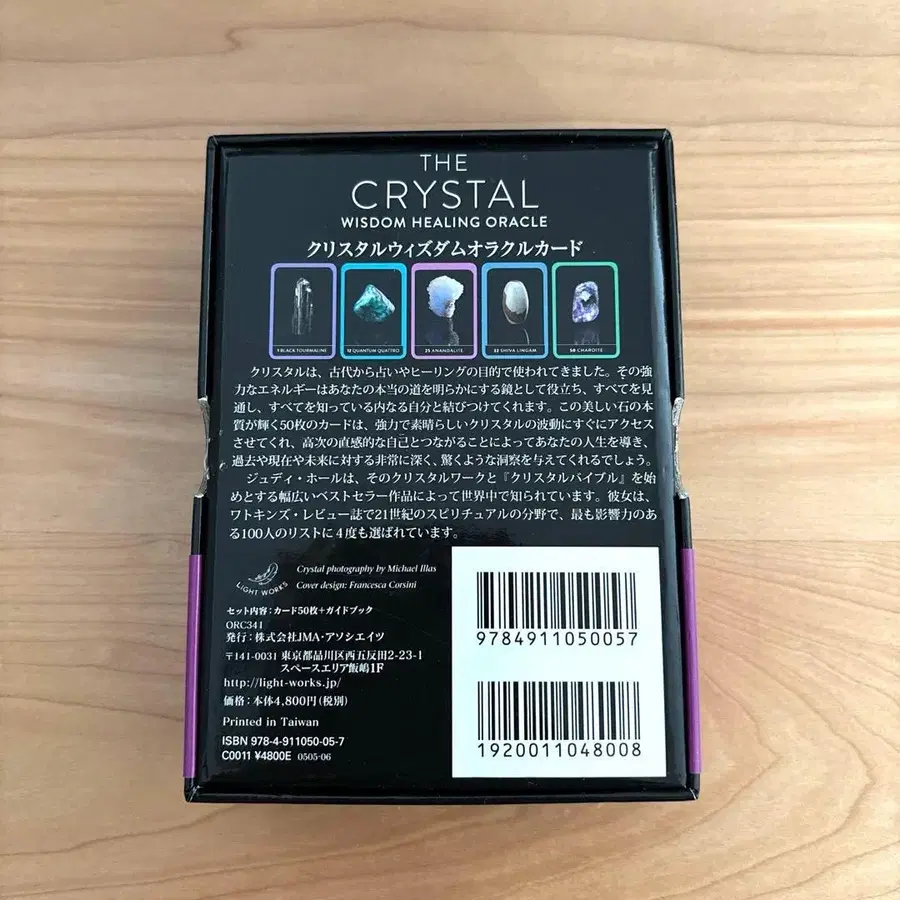 THE
CRYSTAL
WISDOM HEALING ORACLE
クリスタルウィズダムオラクルカード
1 BLACK TOURMALINE
12 QUANTUM QUATTRO
25 ANANDALITE
32 SHIVA LINGAM
50 CHAROITE
クリスタルは、古代から占いやヒーリングの目的で使われてきました。その強
力なエネルギーはあなたの本当の道を明らかにする鏡として役立ち、すべてを見
通し、すべてを知っている内なる自分と結びつけてくれます。この美しい石の本
質が輝く50枚のカードは、強力で素晴らしいクリスタルの波動にすぐにアクセス
させてくれ、高次の直感的な自己とつながることによってあなたの人生を導き、
過去や現在や未来に対する非常に深く、驚くような洞察を与えてくれるでしょう。
ジュディ・ホールは、そのクリスタルワークと『クリスタルバイブル』を始
めとする幅広いベストセラー作品によって世界中で知られています。彼女は、
ワトキンズ・レビュー誌で21世紀のスピリチュアルの分野で、最も影響力のあ
る100人のリストに4度も選ばれています。
LIGHT WORKS
Crystal photography by Michael Illas
Cover design: Francesca Corsini
セット内容:カード50枚+ガイドブック
ORC341
発行:株式会社JMA・アソシエイツ
〒141-0031 東京都品川区西五反田2-23-1
スペースエリア飯嶋1F
http://light-works.jp/
価格:本体4,800円(税別)
Printed in Taiwan
ISBN 978-4-911050-05-7
C0011 ¥4800E 0505-06
9784911050057
1920011048008